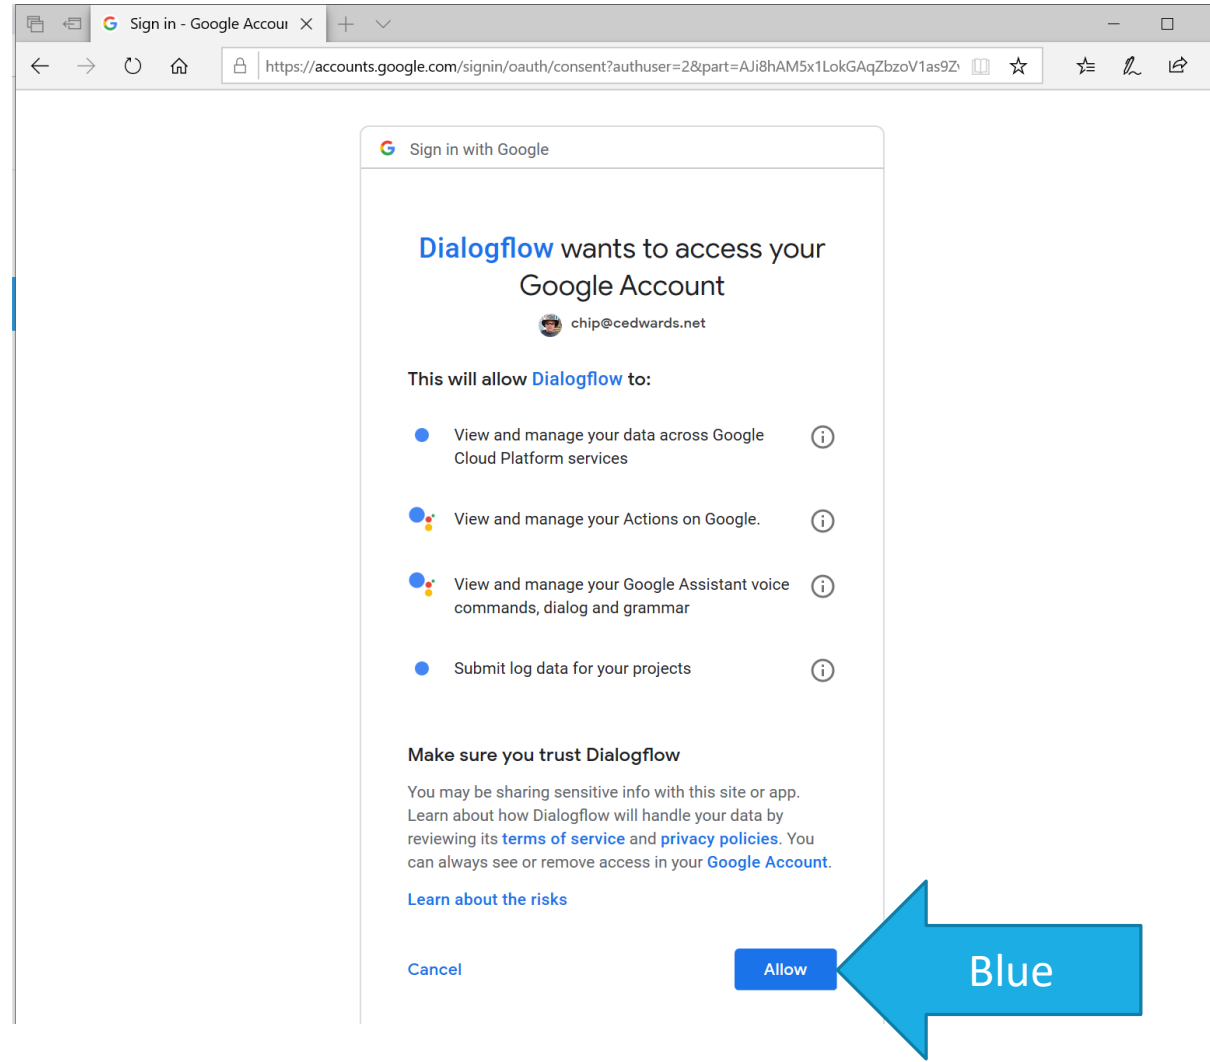 Sign in - Google Accour
https://accounts.google.com/signin/oauth/consent?authuser=2&part=AJi8hAM5x1LokGAqZbzoV1as9Z
Sign in with Google
Dialogflow wants to access your
Google Account
chip@cedwards.net
This will allow Dialogflow to:
View and manage your data across Google
Cloud Platform services
View and manage your Actions on Google.
View and manage your Google Assistant voice
commands, dialog and grammar
Submit log data for your projects
Make sure you trust Dialogflow
You may be sharing sensitive info with this site or app.
Learn about how Dialogflow will handle your data by
reviewing its terms of service and privacy policies. You
can always see or remove access in your Google Account.
Learn about the risks
Cancel
Allow
Blue